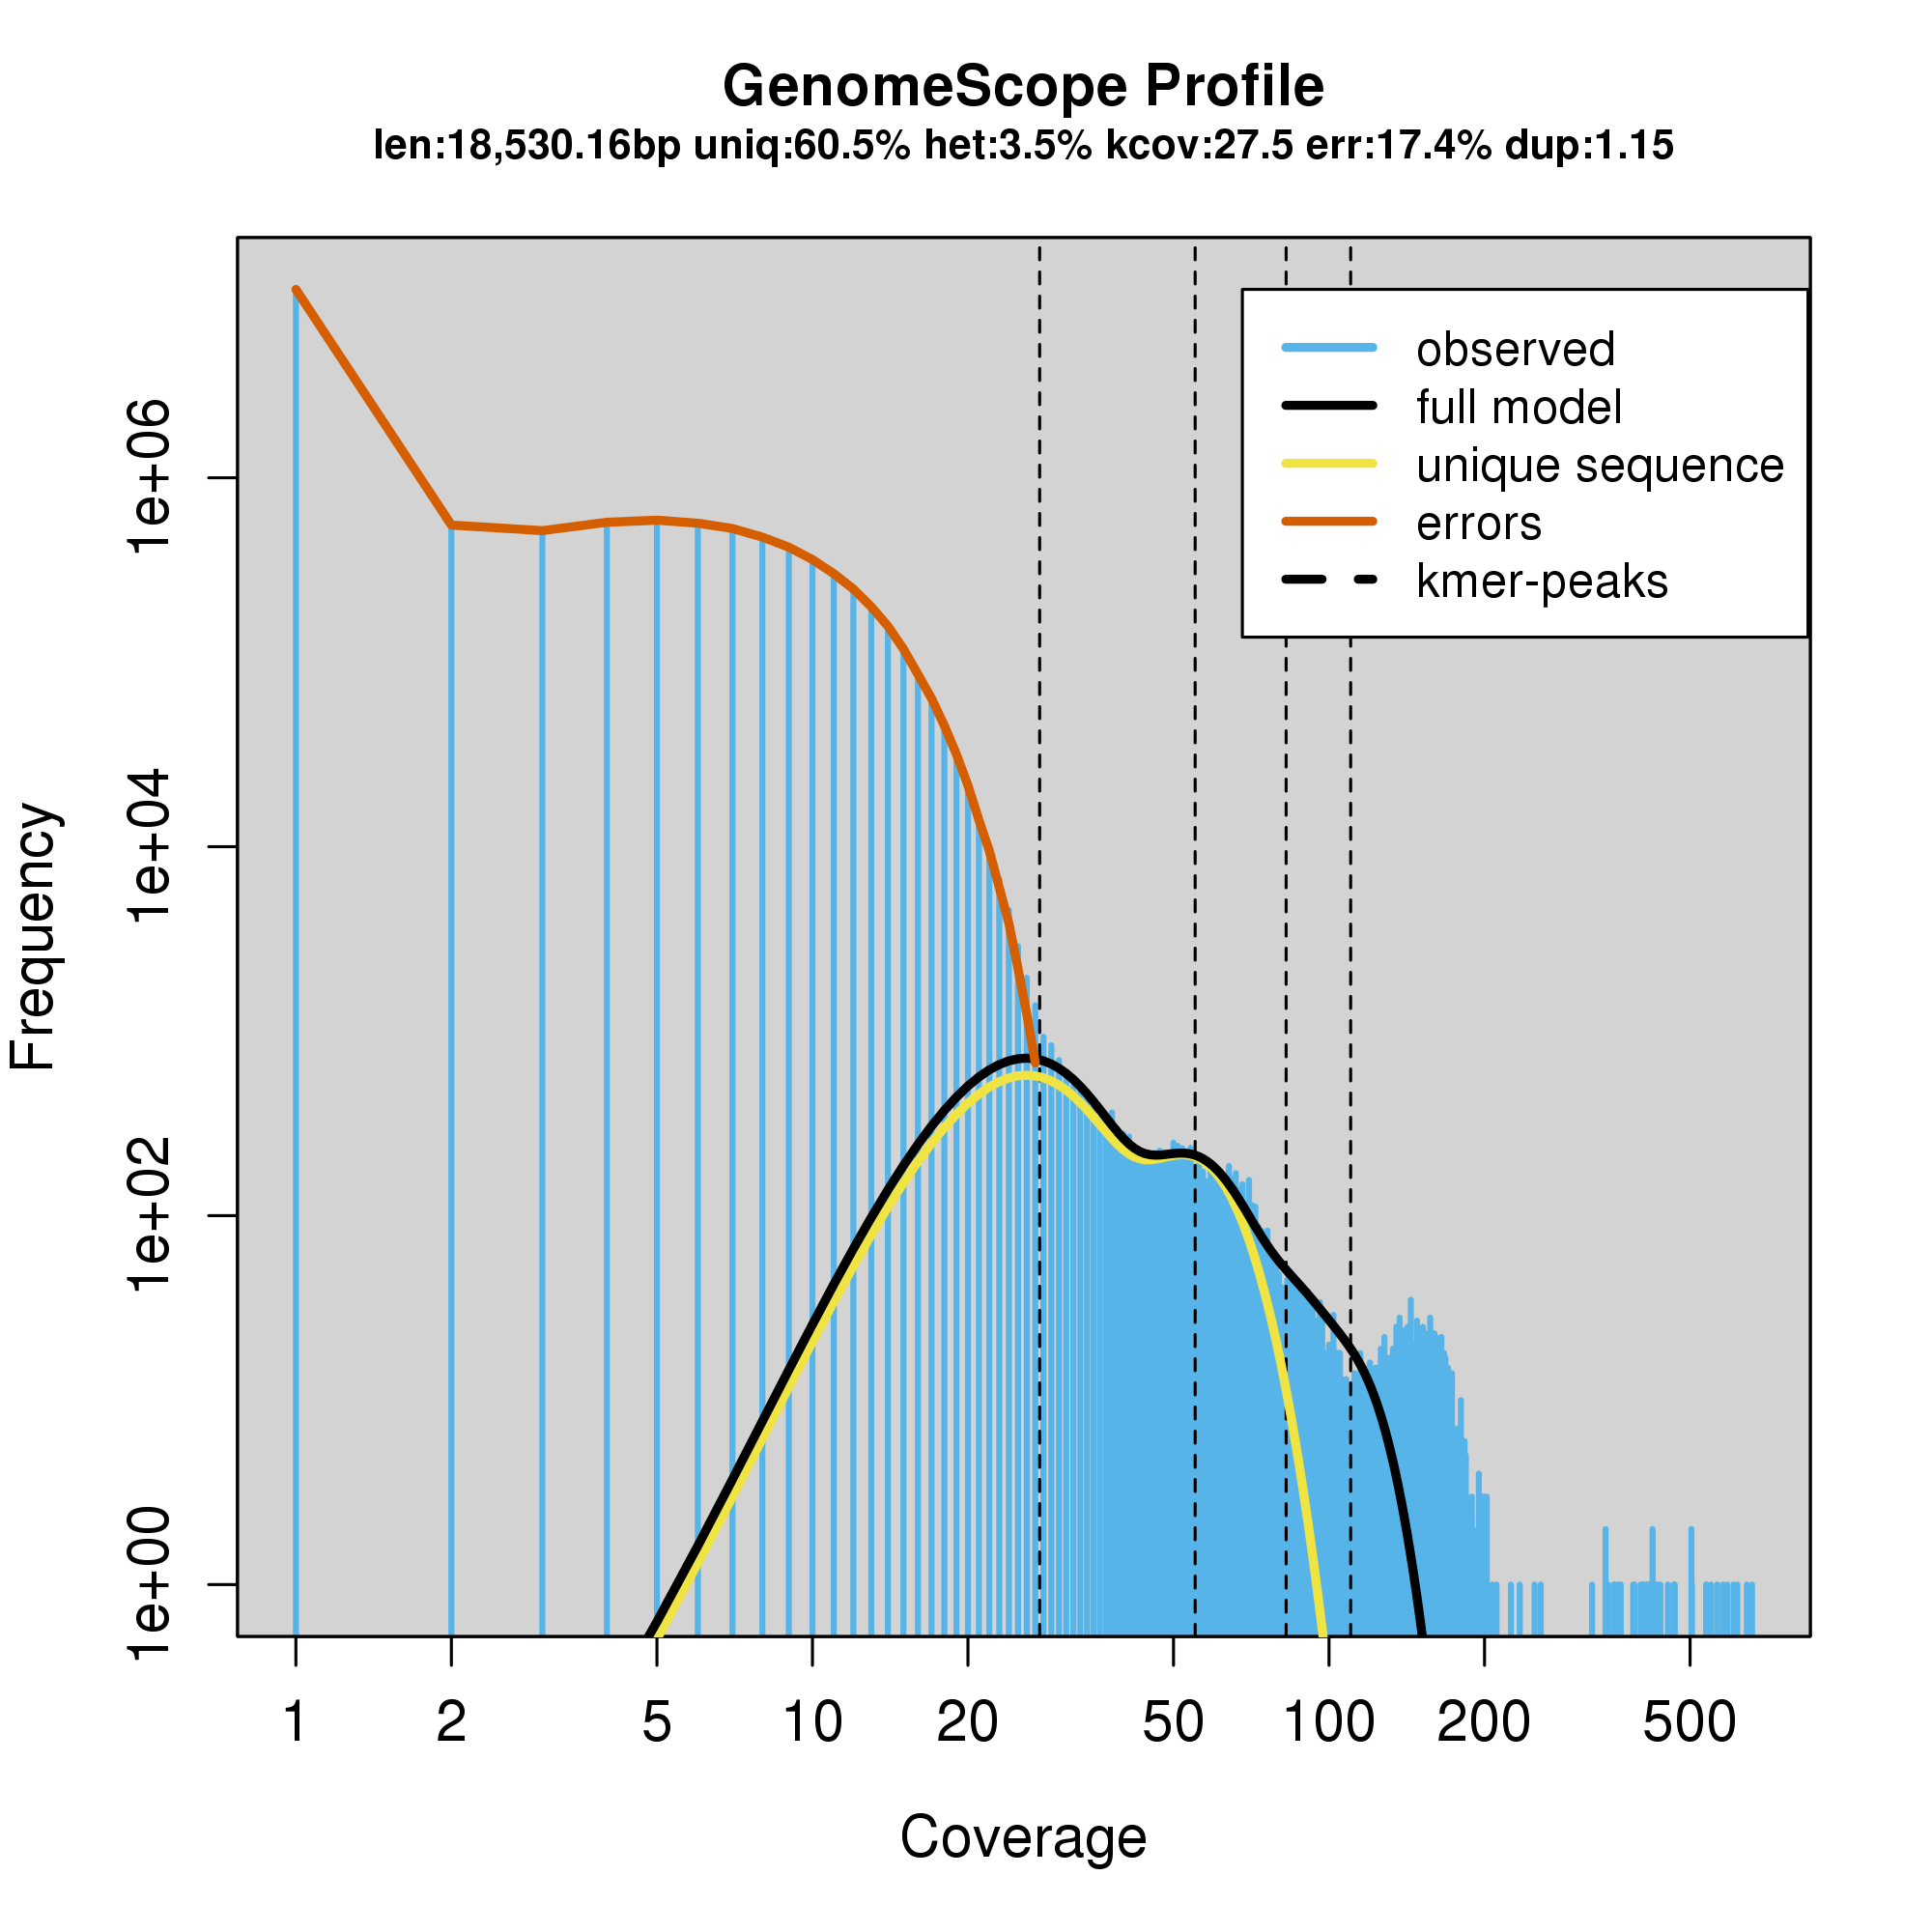 GenomeScope Profile
len:18,530.16bp uniq:60.5% het:3.5% kcov:27.5 err:17.4% dup:1.15
observed
full model
unique sequence
errors
kmer-peaks
Frequency
1e+06
1e+04
1e+02
1e+00
1 2 5 10 20 50 100 200 500
Coverage